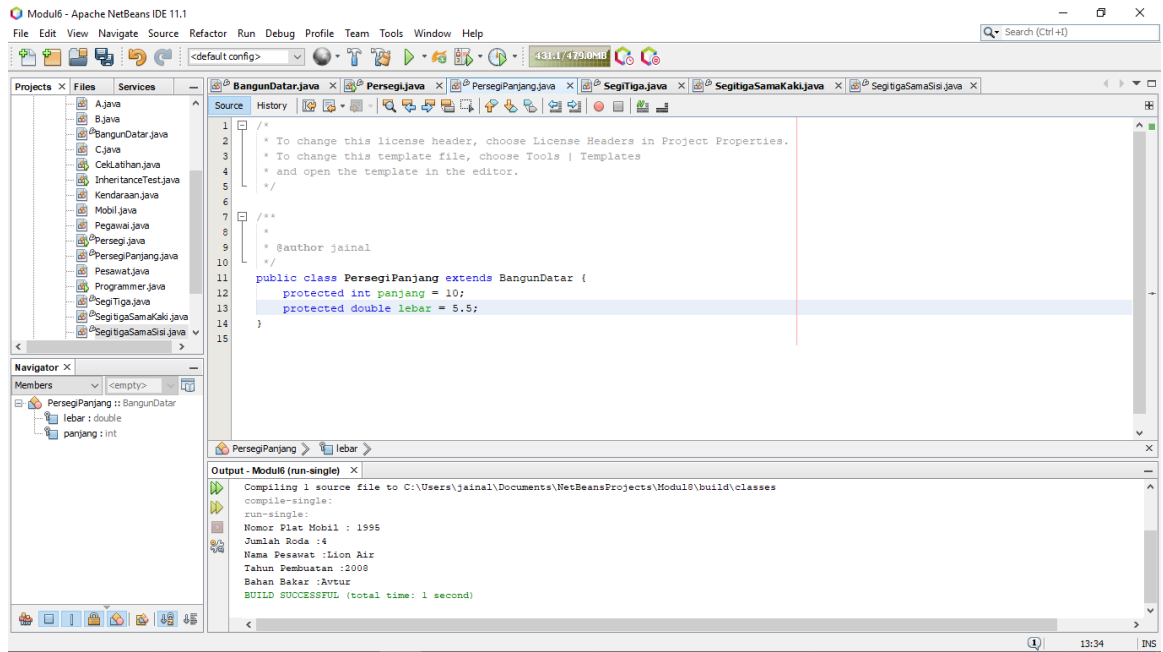 Modul6 - Apache NetBeans IDE 11.1
File Edit View Navigate Source Refactor Run Debug Profile Team Tools Window Help
Search (Ctrl+I)
<default config>
431.1/479.0MB
Projects Files Services
A.java
B.java
BangunDatar.java
C.java
CekLatihan.java
InheritanceTest.java
Kendaraan.java
Mobil.java
Pegawai.java
Persegi.java
PersegiPanjang.java
Pesawat.java
Programmer.java
SegiTiga.java
SegitigaSamaKaki.java
SegitigaSamaSisi.java
Navigator
Members <empty>
PersegiPanjang :: BangunDatar
lebar : double
panjang : int
BangunDatar.java Persegi.java PersegiPanjang.java SegiTiga.java SegitigaSamaKaki.java SegitigaSamaSisi.java
Source History
1 /*
2 * To change this license header, choose License Headers in Project Properties.
3 * To change this template file, choose Tools | Templates
4 * and open the template in the editor.
5 */
6
7 /**
8 *
9 * @author jainal
10 */
11 public class PersegiPanjang extends BangunDatar {
12 protected int panjang = 10;
13 protected double lebar = 5.5;
14 }
15
PersegiPanjang lebar
Output - Modul6 (run-single)
Compiling 1 source file to C:\Users\jainal\Documents\NetBeansProjects\Modul8\build\classes
compile-single:
run-single:
Nomor Plat Mobil : 1995
Jumlah Roda :4
Nama Pesawat :Lion Air
Tahun Pembuatan :2008
Bahan Bakar :Avtur
BUILD SUCCESSFUL (total time: 1 second)
1 13:34 INS